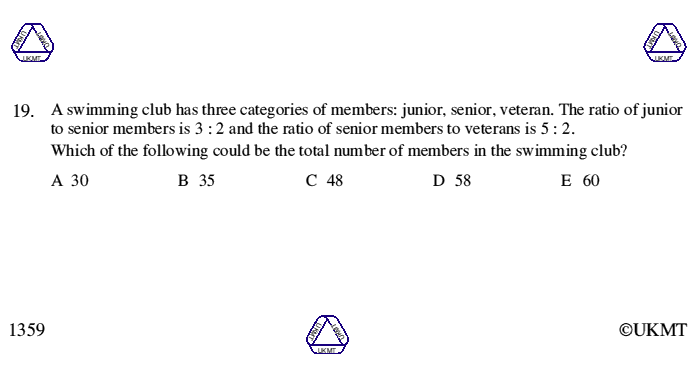 UKMT UKMT UKMT
UKMT UKMT UKMT
19. A swimming club has three categories of members: junior, senior, veteran. The ratio of junior
to senior members is 3 : 2 and the ratio of senior members to veterans is 5 : 2.
Which of the following could be the total number of members in the swimming club?
A 30 B 35 C 48 D 58 E 60
1359
UKMT UKMT UKMT
©UKMT